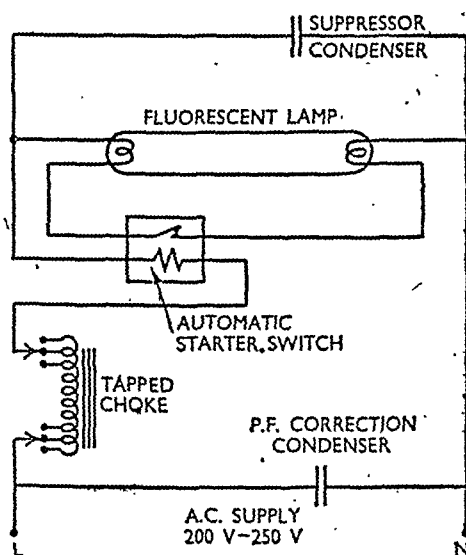 SUPPRESSOR
CONDENSER
FLUORESCENT LAMP
AUTOMATIC
STARTER SWITCH
TAPPED
CHOKE
P.F. CORRECTION
CONDENSER
A.C. SUPPLY
200 V-250 V
L
N